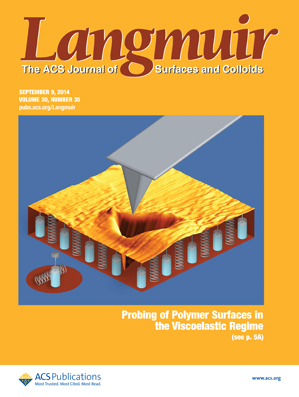 Langmuir
The ACS Journal of Surfaces and Colloids
SEPTEMBER 9, 2014
VOLUME 30, NUMBER 35
pubs.acs.org/Langmuir
Probing of Polymer Surfaces in
the Viscoelastic Regime
(see p. 5A)
ACS Publications
Most Trusted. Most Cited. Most Read.
www.acs.org